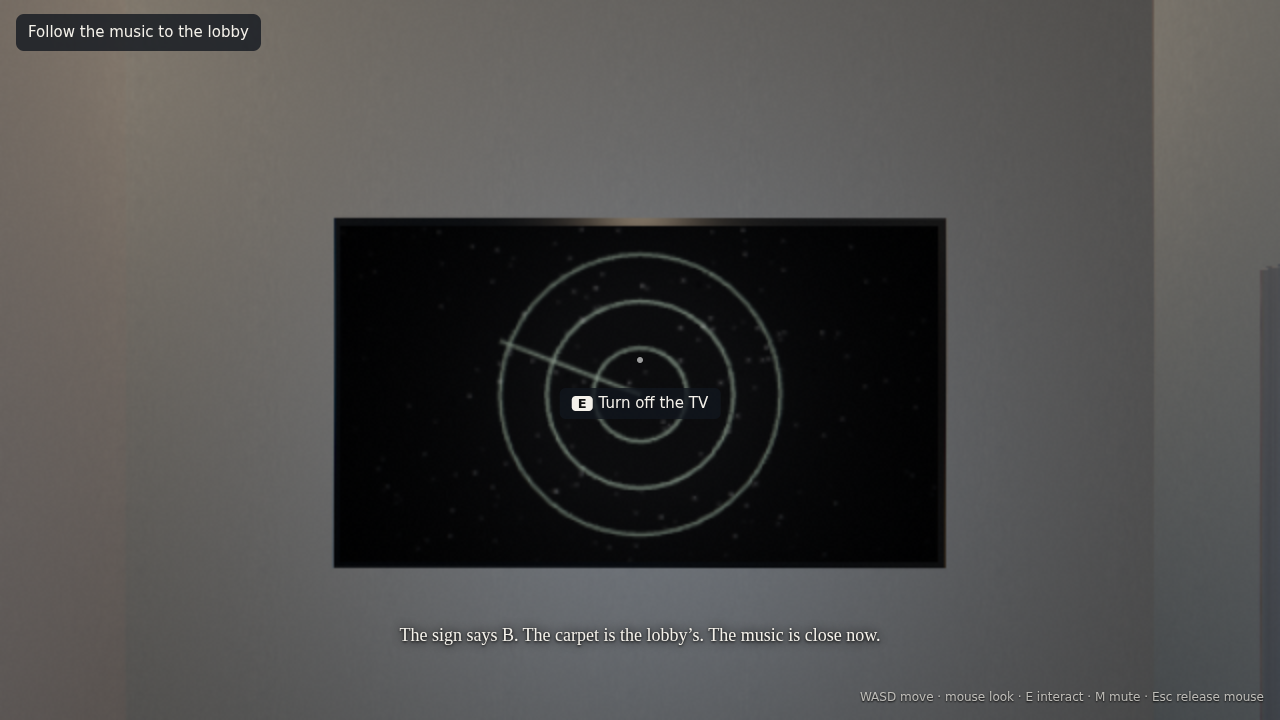 Follow the music to the lobby
E Turn off the TV
The sign says B. The carpet is the lobby’s. The music is close now.
WASD move · mouse look · E interact · M mute · Esc release mouse